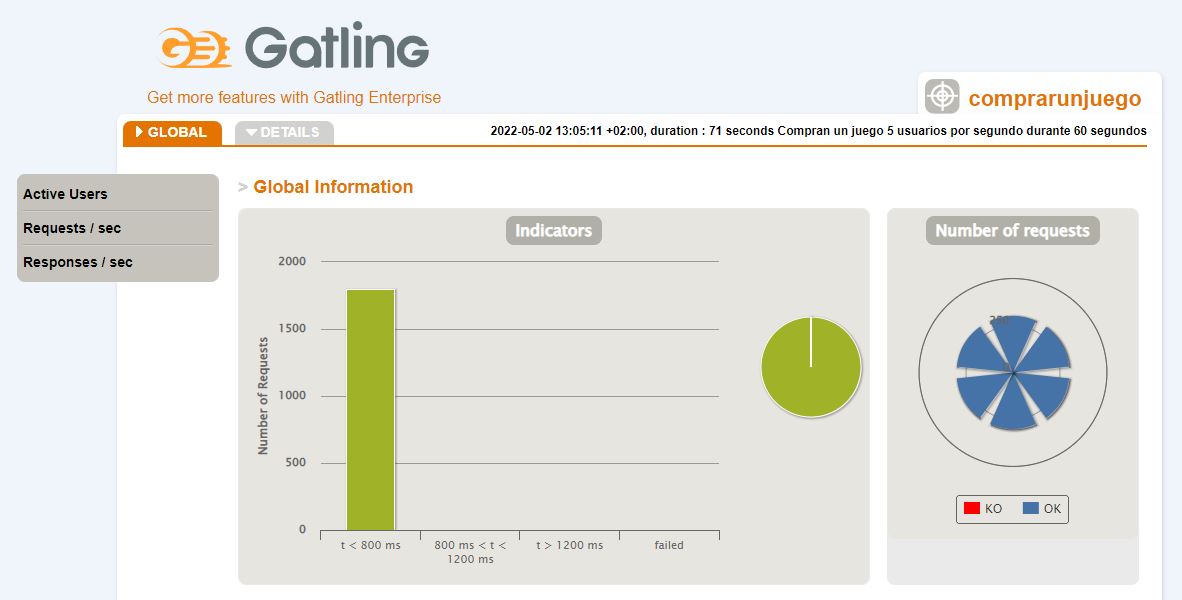 Gatling
Get more features with Gatling Enterprise
comprarunjuego
GLOBAL
DETAILS
2022-05-02 13:05:11 +02:00, duration : 71 seconds Compran un juego 5 usuarios por segundo durante 60 segundos
Active Users
Requests / sec
Responses / sec
> Global Information
Indicators
Number of Requests
2000
1500
1000
500
0
t < 800 ms
800 ms < t <
1200 ms
t > 1200 ms
failed
Number of requests
KO
OK